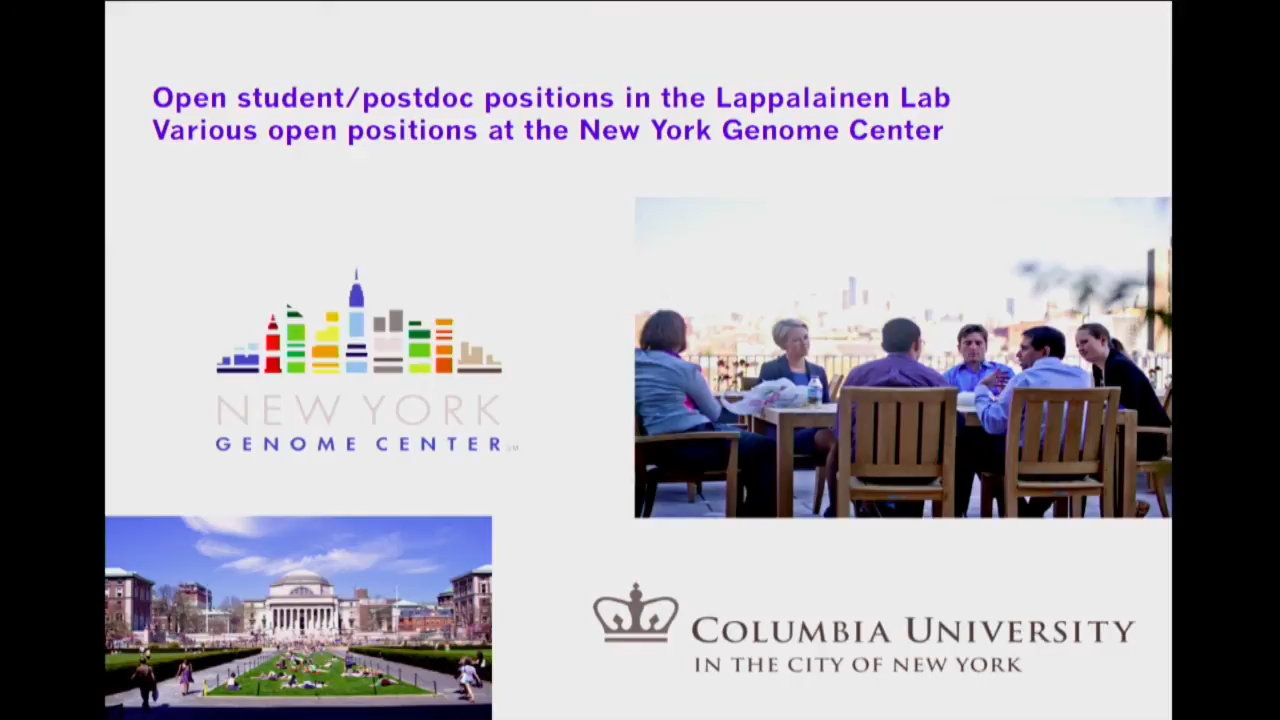 Open student/postdoc positions in the Lappalainen Lab
Various open positions at the New York Genome Center
NEW YORK
GENOME CENTER
COLUMBIA UNIVERSITY
IN THE CITY OF NEW YORK